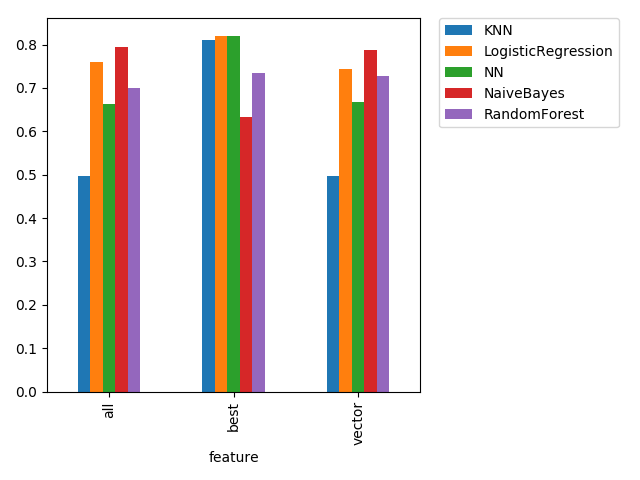 0.8
0.7
0.6
0.5
0.4
0.3
0.2
0.1
0.0
all
best
vector
feature
KNN
LogisticRegression
NN
NaiveBayes
RandomForest